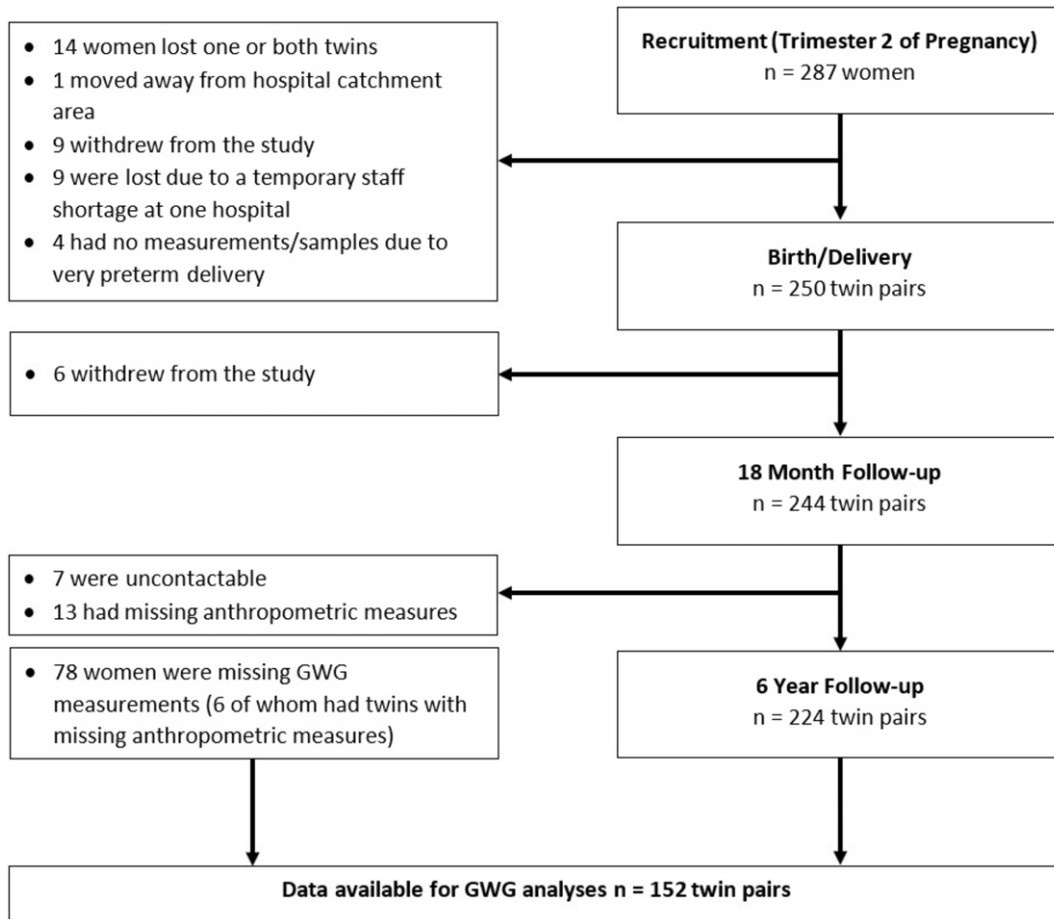 Recruitment (Trimester 2 of Pregnancy)
n = 287 women
• 14 women lost one or both twins
• 1 moved away from hospital catchment
area
• 9 withdrew from the study
• 9 were lost due to a temporary staff
shortage at one hospital
• 4 had no measurements/samples due to
very preterm delivery
Birth/Delivery
n = 250 twin pairs
• 6 withdrew from the study
18 Month Follow-up
n = 244 twin pairs
• 7 were uncontactable
• 13 had missing anthropometric measures
6 Year Follow-up
n = 224 twin pairs
• 78 women were missing GWG
measurements (6 of whom had twins with
missing anthropometric measures)
Data available for GWG analyses n = 152 twin pairs